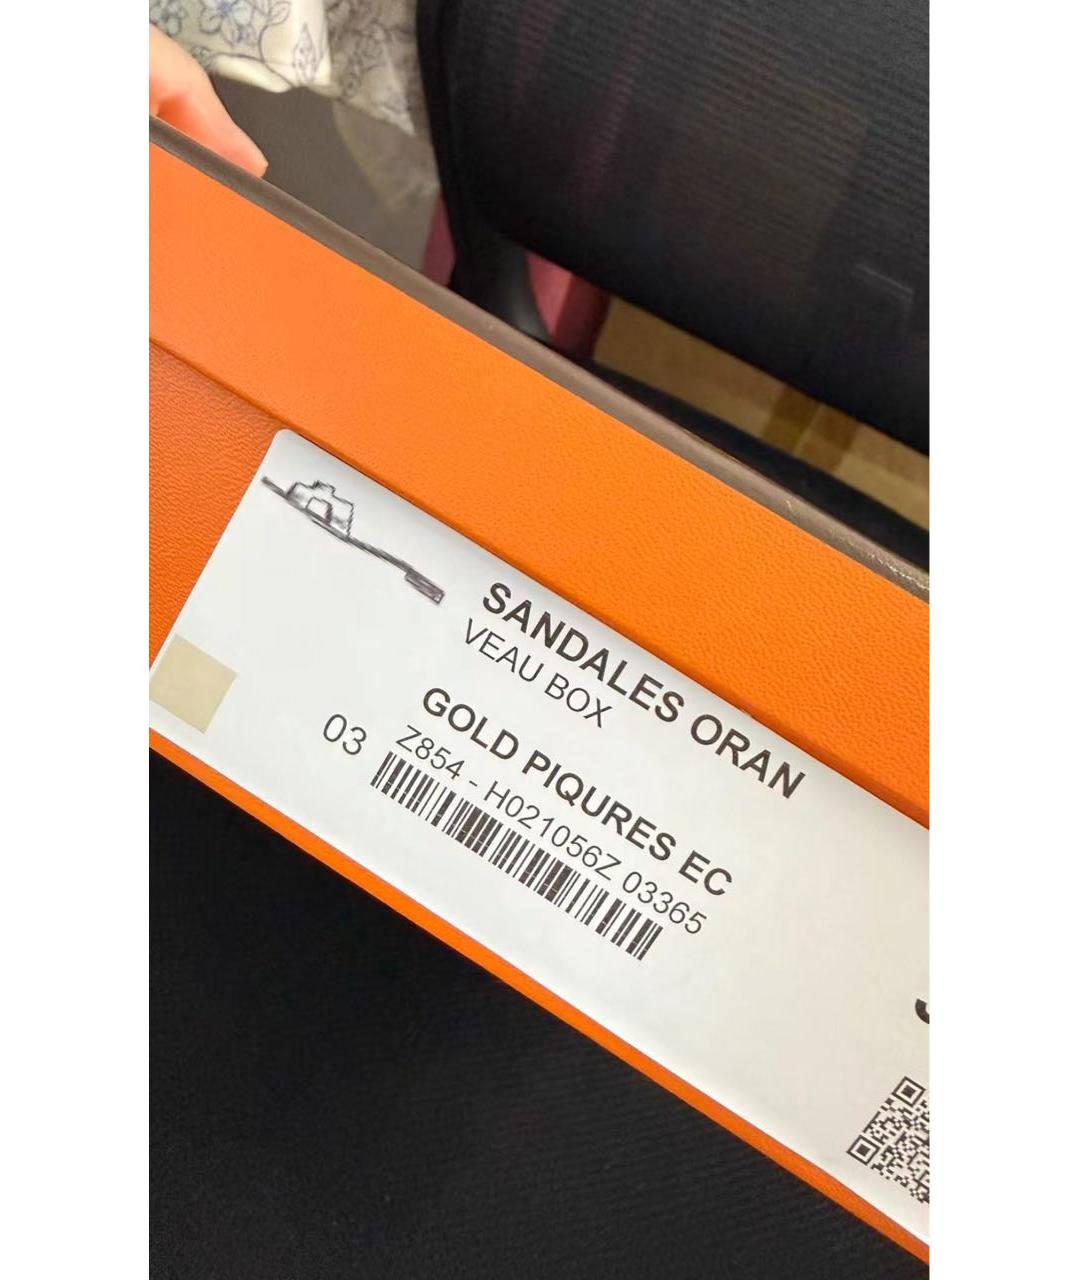 SANDALES ORAN
VEAU BOX
GOLD PIQURES EC
03
Z854 - H021056Z 03365